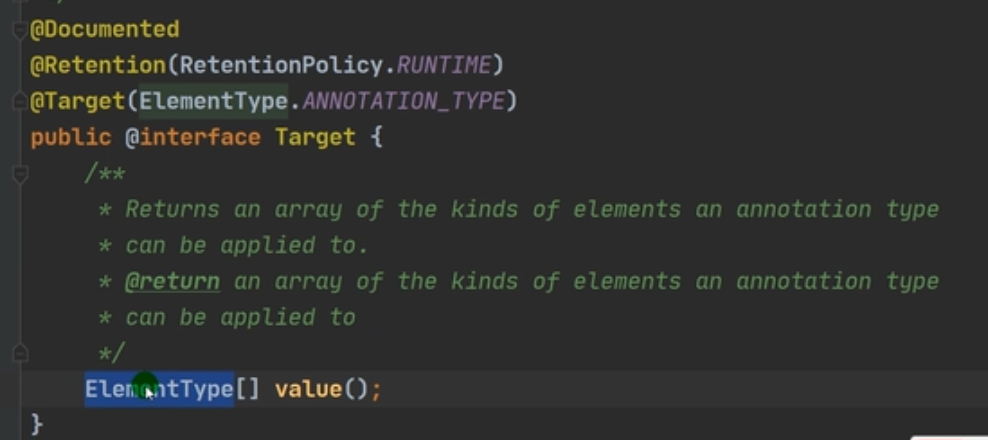 @Documented
@Retention(RetentionPolicy.RUNTIME)
@Target(ElementType.ANNOTATION_TYPE)
public @interface Target {
/**
* Returns an array of the kinds of elements an annotation type
* can be applied to.
* @return an array of the kinds of elements an annotation type
* can be applied to
*/
ElementType[] value();
}